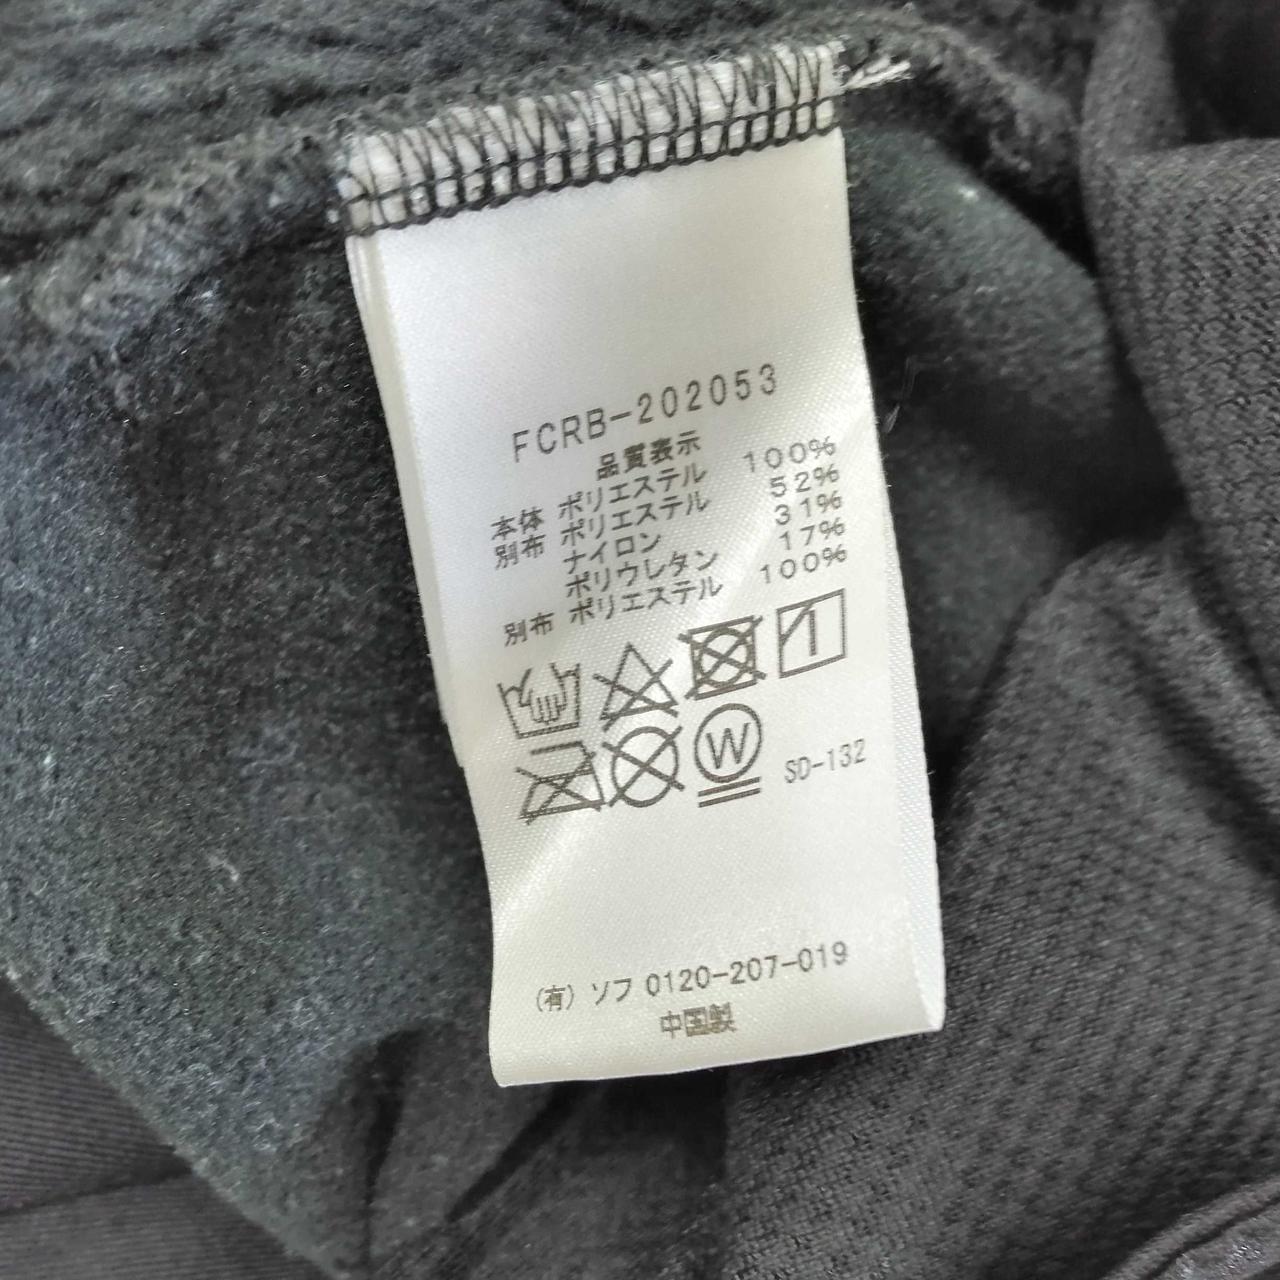 FCRB-202053
品質表示
本体 ポリエステル 100%
別布 ポリエステル 52%
ナイロン 31%
ポリウレタン 17%
別布 ポリエステル 100%
1
W
SD-132
(有) ソフ 0120-207-019
中国製